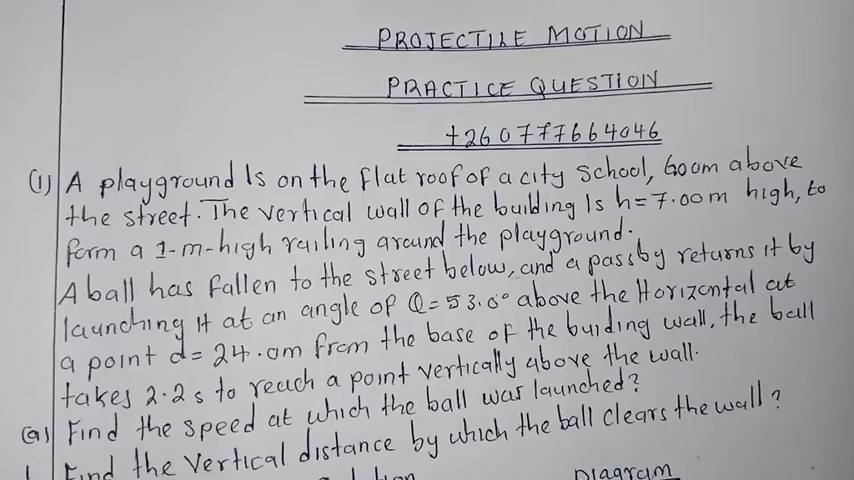 PROJECTILE MOTION
PRACTICE QUESTION
+260777664046
(1) A playground Is on the flat roof of a city School, 600m above
the street. The vertical wall of the building Is h=7.00m high, to
form a 1-m-high railing around the playground.
A ball has fallen to the street below, and a passby returns it by
launching It at an angle of Q=53.0° above the Horizontal at
a point d= 24.0m from the base of the buiding wall, the ball
takes 2.2s to reach a point vertically above the wall.
(a) Find the speed at which the ball was launched?
Find the vertical distance by which the ball clears the wall?
Diagram